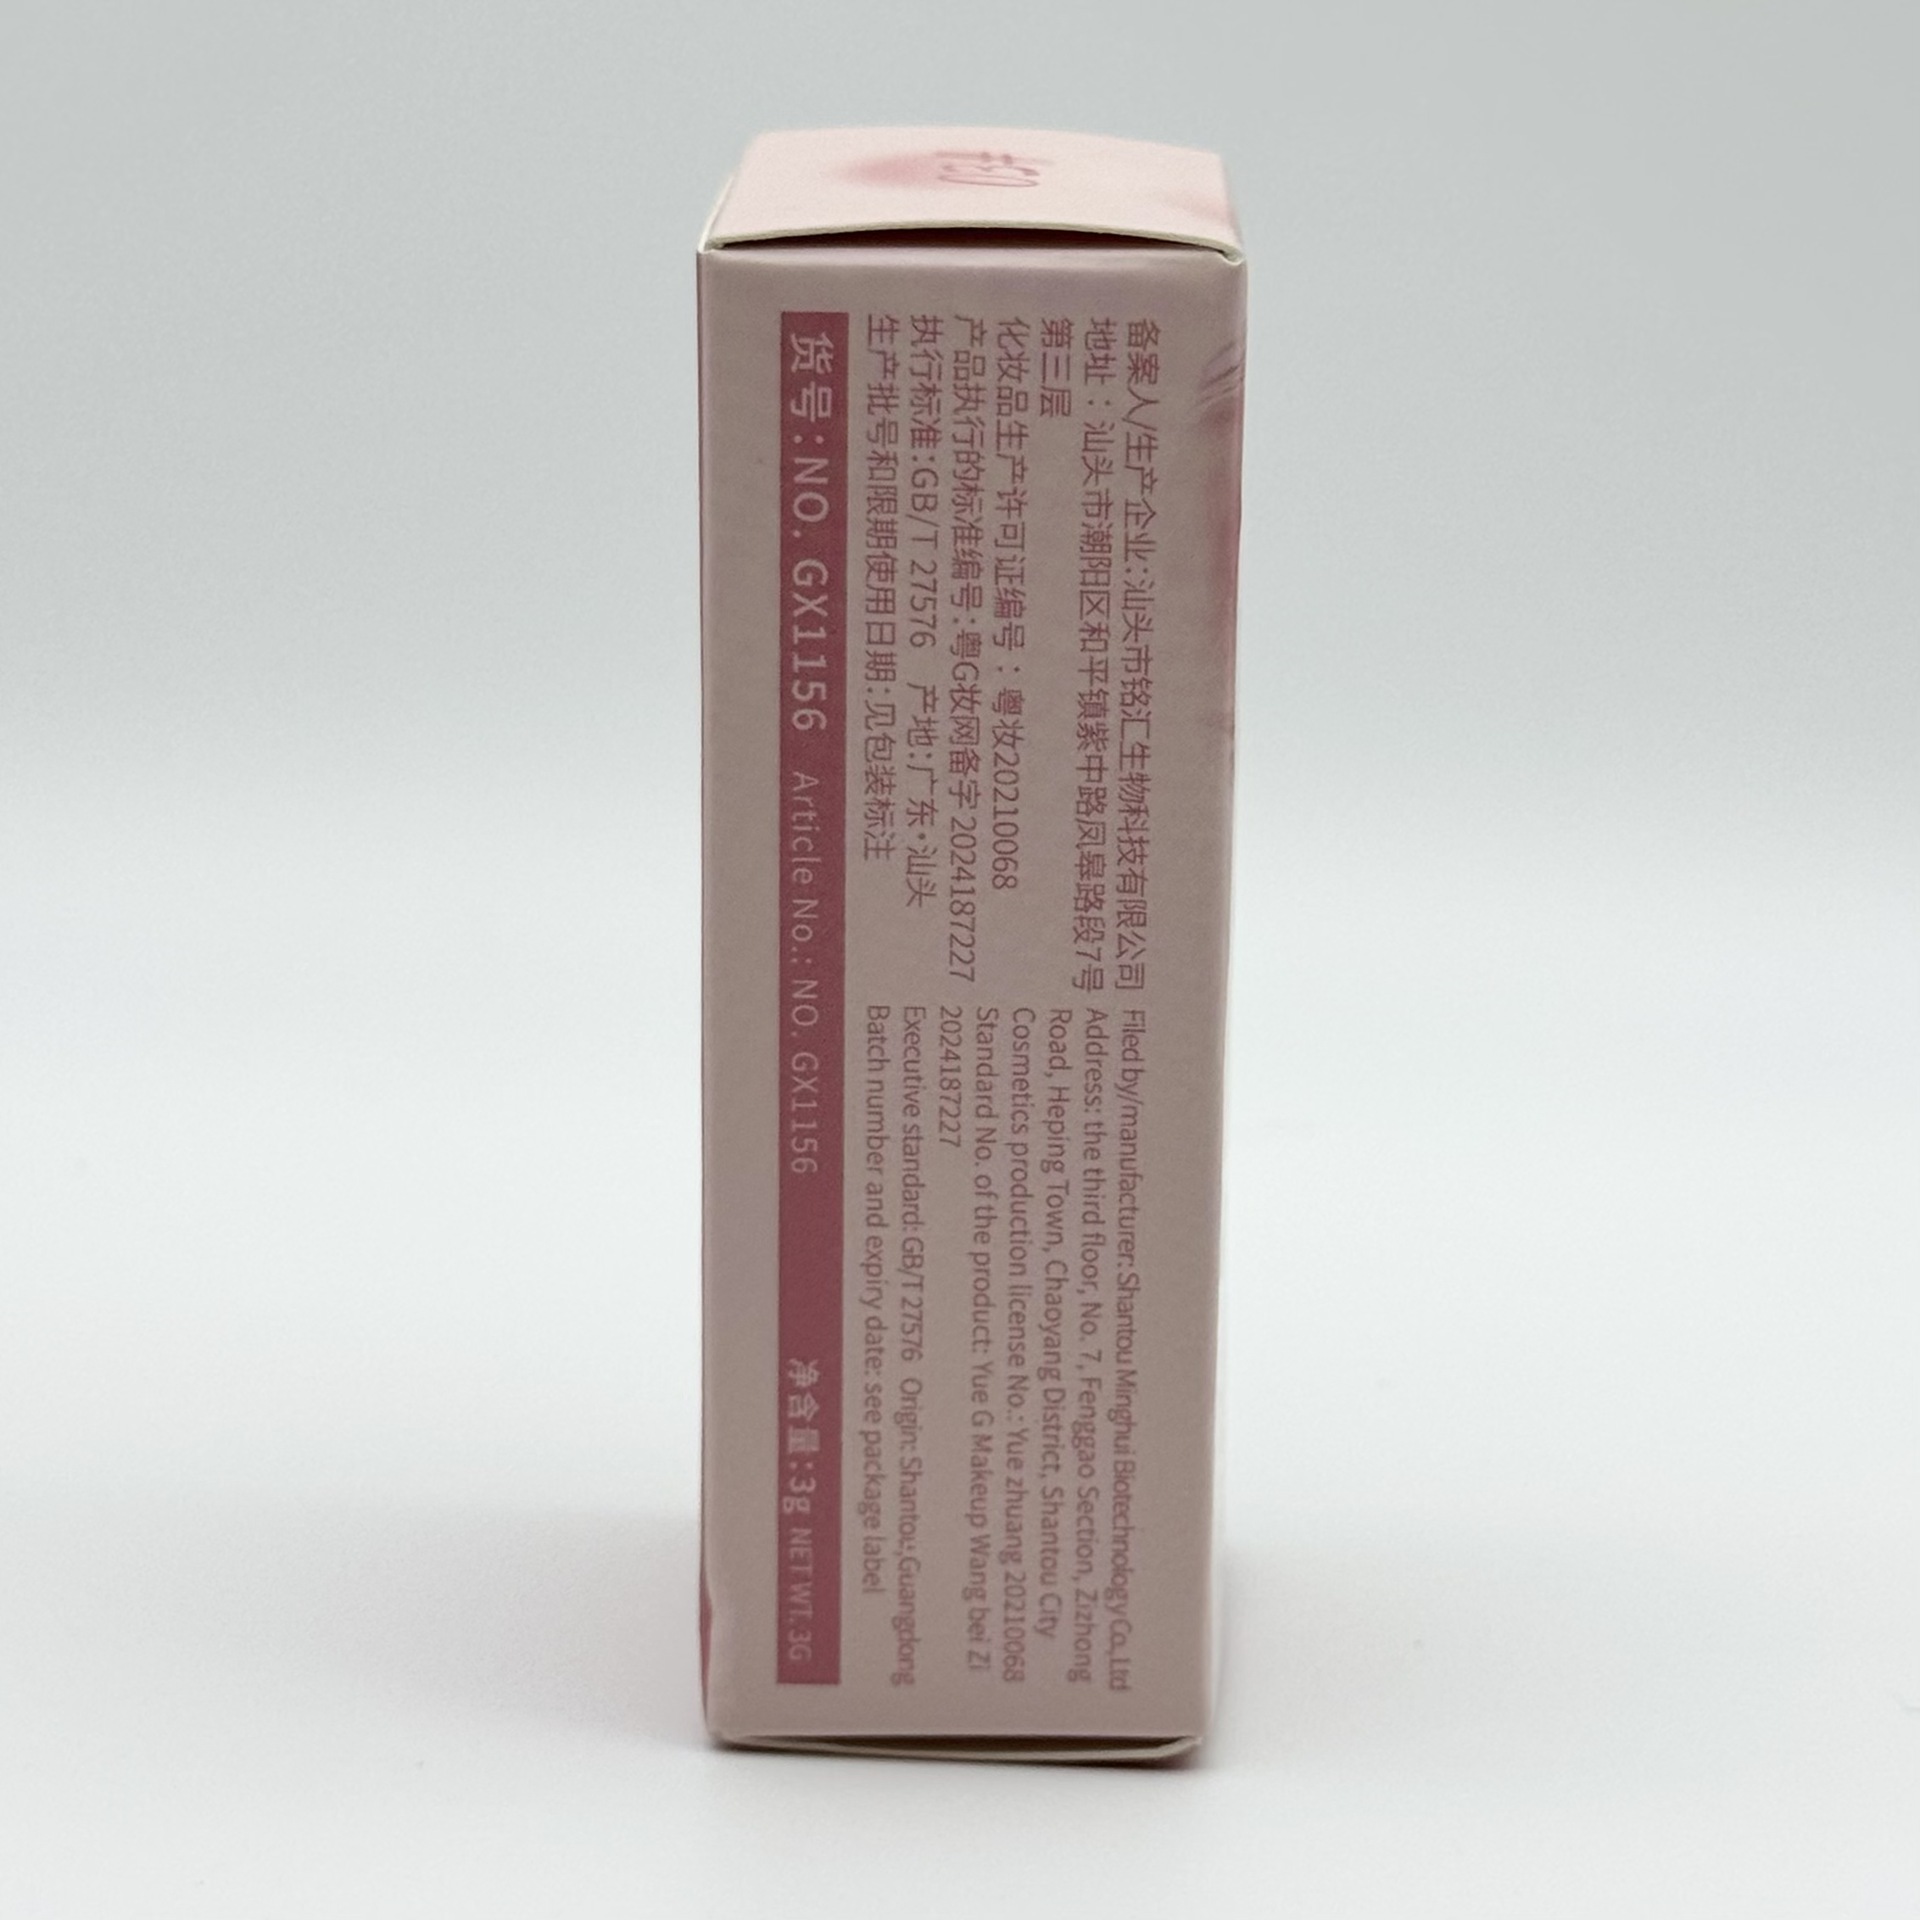 备案人/生产企业:汕头市铭汇生物科技有限公司
地址：汕头市潮阳区和平镇紫中路凤皋路段7号
第三层
化妆品生产许可证编号：粤妆20210068
产品执行的标准编号:粤G妆网备字2024187227
执行标准:GB/T 27576 产地:广东·汕头
生产批号和限期使用日期:见包装标注
Filed by/manufacturer: Shantou Minghui Biotechnology Co.,Ltd
Address: the third floor, No. 7, Fenggao Section, Zizhong
Road, Heping Town, Chaoyang District, Shantou City
Cosmetics production license No.: Yue zhuang 20210068
Standard No. of the product: Yue G Makeup Wang bei Zi
2024187227
Executive standard: GB/T 27576 Origin: Shantou,Guangdong
Batch number and expiry date: see package label
货号:NO. GX1156 Article No.: NO. GX1156 净含量:3g NET WT. 3G